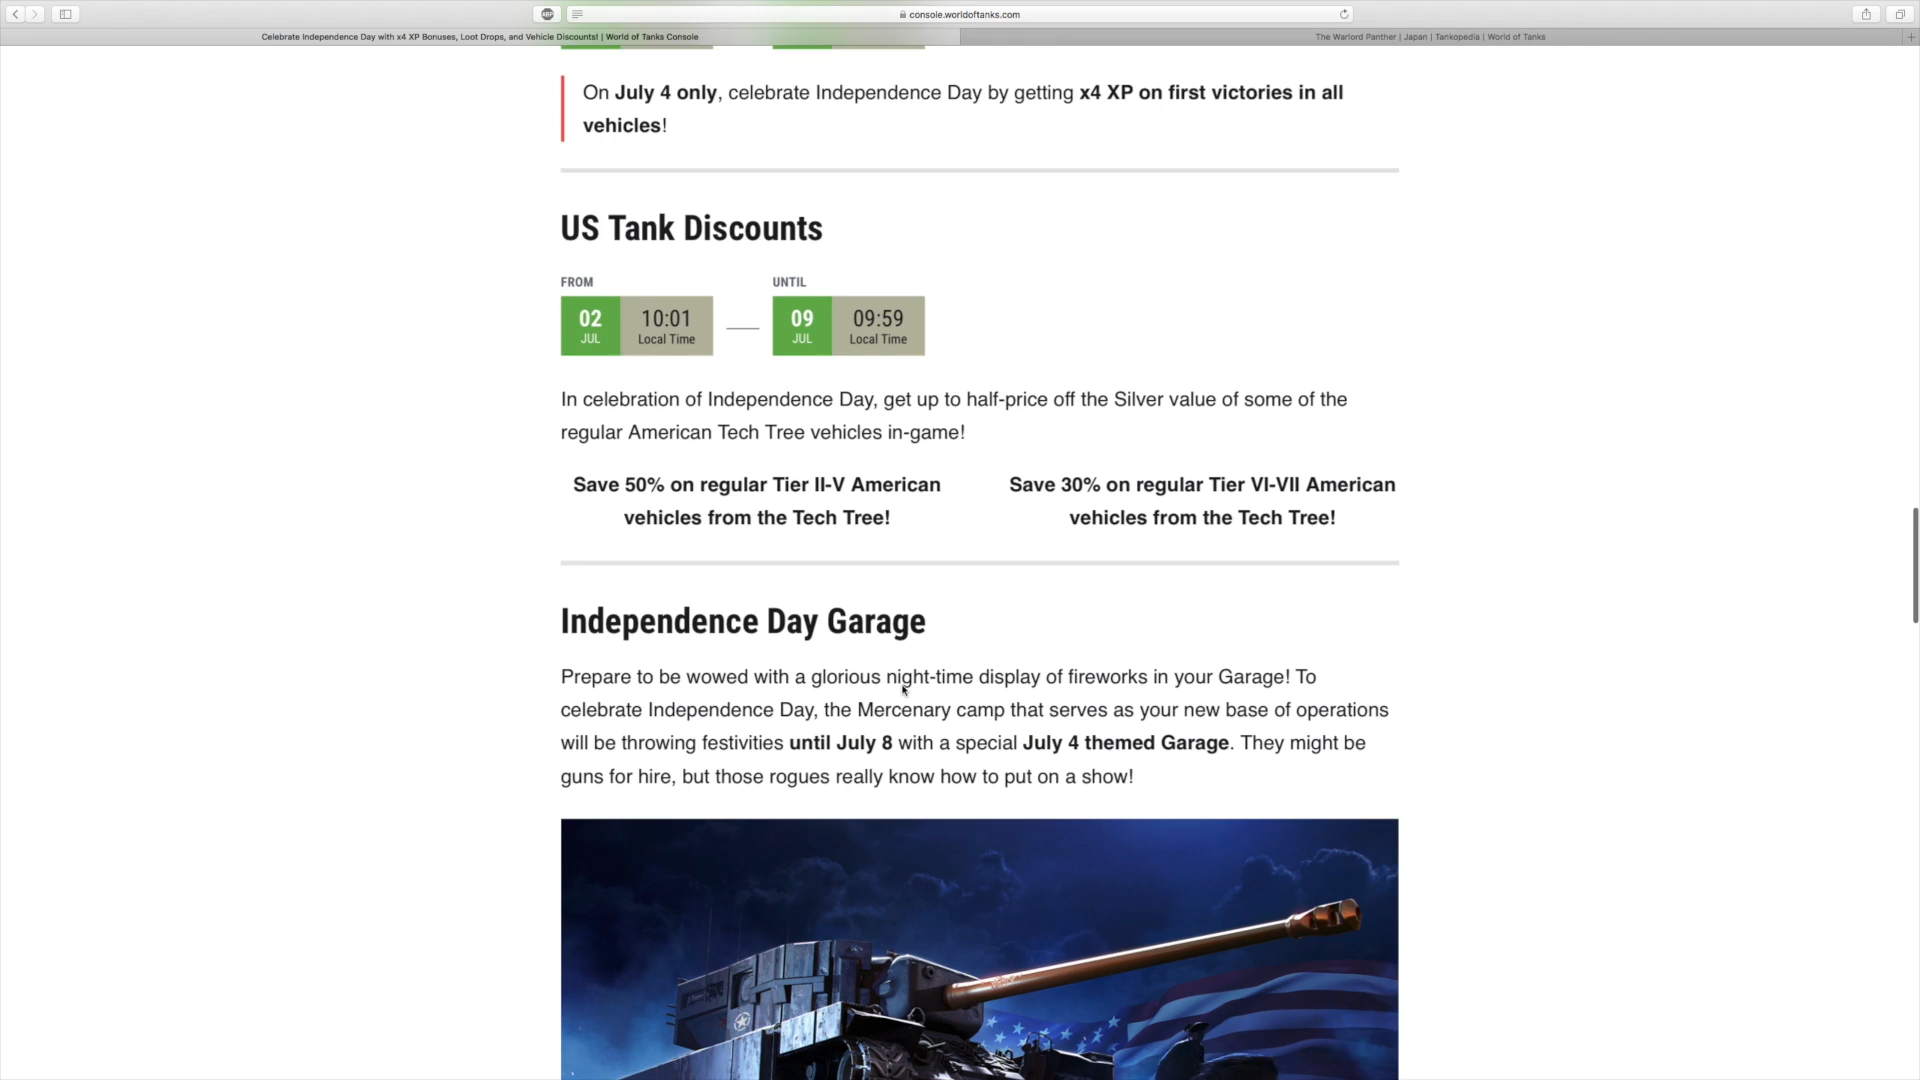 console.worldoftanks.com
Celebrate Independence Day with x4 XP Bonuses, Loot Drops, and Vehicle Discounts! | World of Tanks Console
The Warlord Panther | Japan | Tankopedia | World of Tanks
On July 4 only, celebrate Independence Day by getting x4 XP on first victories in all
vehicles!
US Tank Discounts
FROM UNTIL
02 10:01 09 09:59
JUL Local Time JUL Local Time
In celebration of Independence Day, get up to half-price off the Silver value of some of the
regular American Tech Tree vehicles in-game!
Save 50% on regular Tier II-V American
vehicles from the Tech Tree!
Save 30% on regular Tier VI-VII American
vehicles from the Tech Tree!
Independence Day Garage
Prepare to be wowed with a glorious night-time display of fireworks in your Garage! To
celebrate Independence Day, the Mercenary camp that serves as your new base of operations
will be throwing festivities until July 8 with a special July 4 themed Garage. They might be
guns for hire, but those rogues really know how to put on a show!